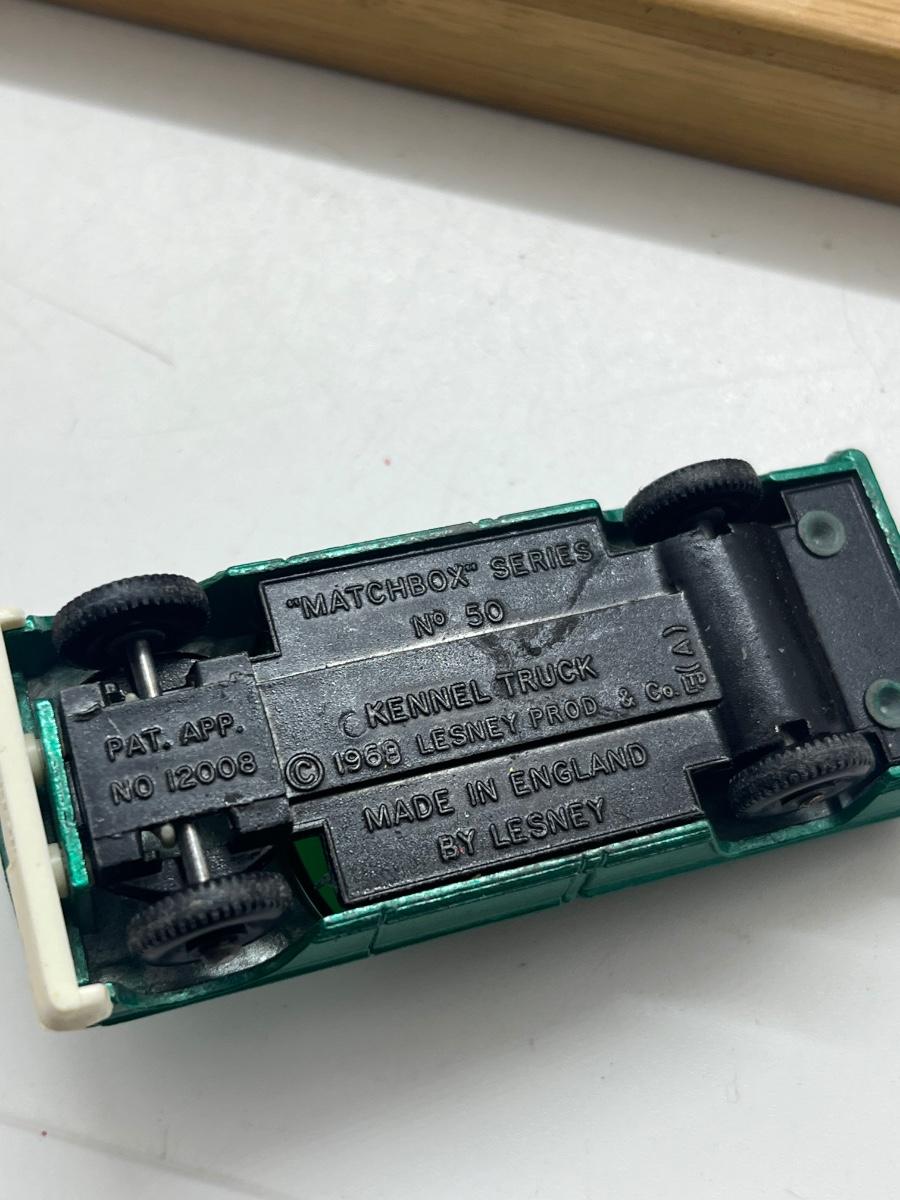 "MATCHBOX" SERIES
Nº 50
KENNEL TRUCK
© 1968 LESNEY PROD. & Co. LE(A)
MADE IN ENGLAND
BY LESNEY
PAT. APP.
NO 12008